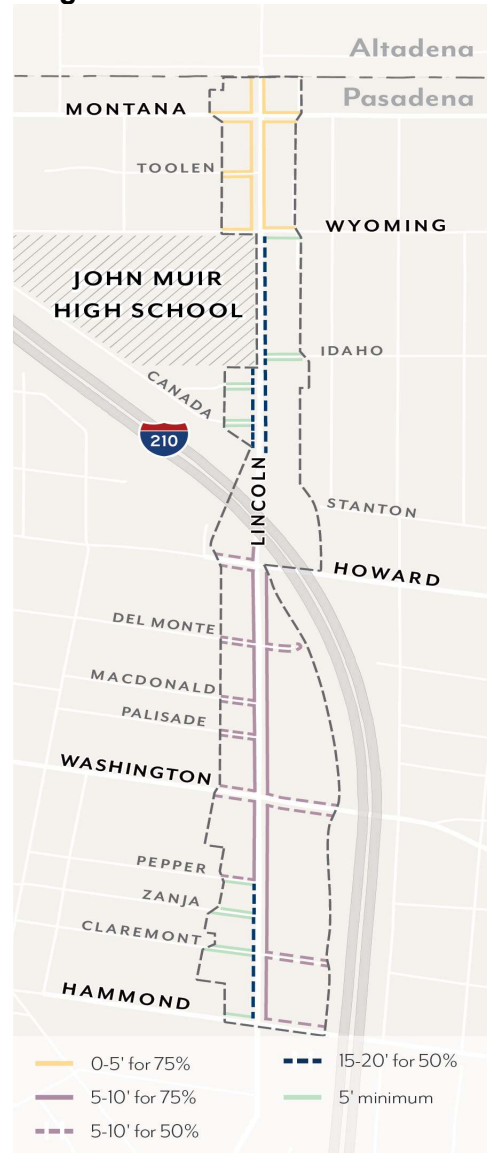 Altadena
Pasadena
MONTANA
TOOLEN
WYOMING
JOHN MUIR
HIGH SCHOOL
IDAHO
CANADA
210
LINCOLN
STANTON
HOWARD
DEL MONTE
MACDONALD
PALISADE
WASHINGTON
PEPPER
ZANJA
CLAREMONT
HAMMOND
0-5' for 75%
15-20' for 50%
5-10' for 75%
5' minimum
5-10' for 50%